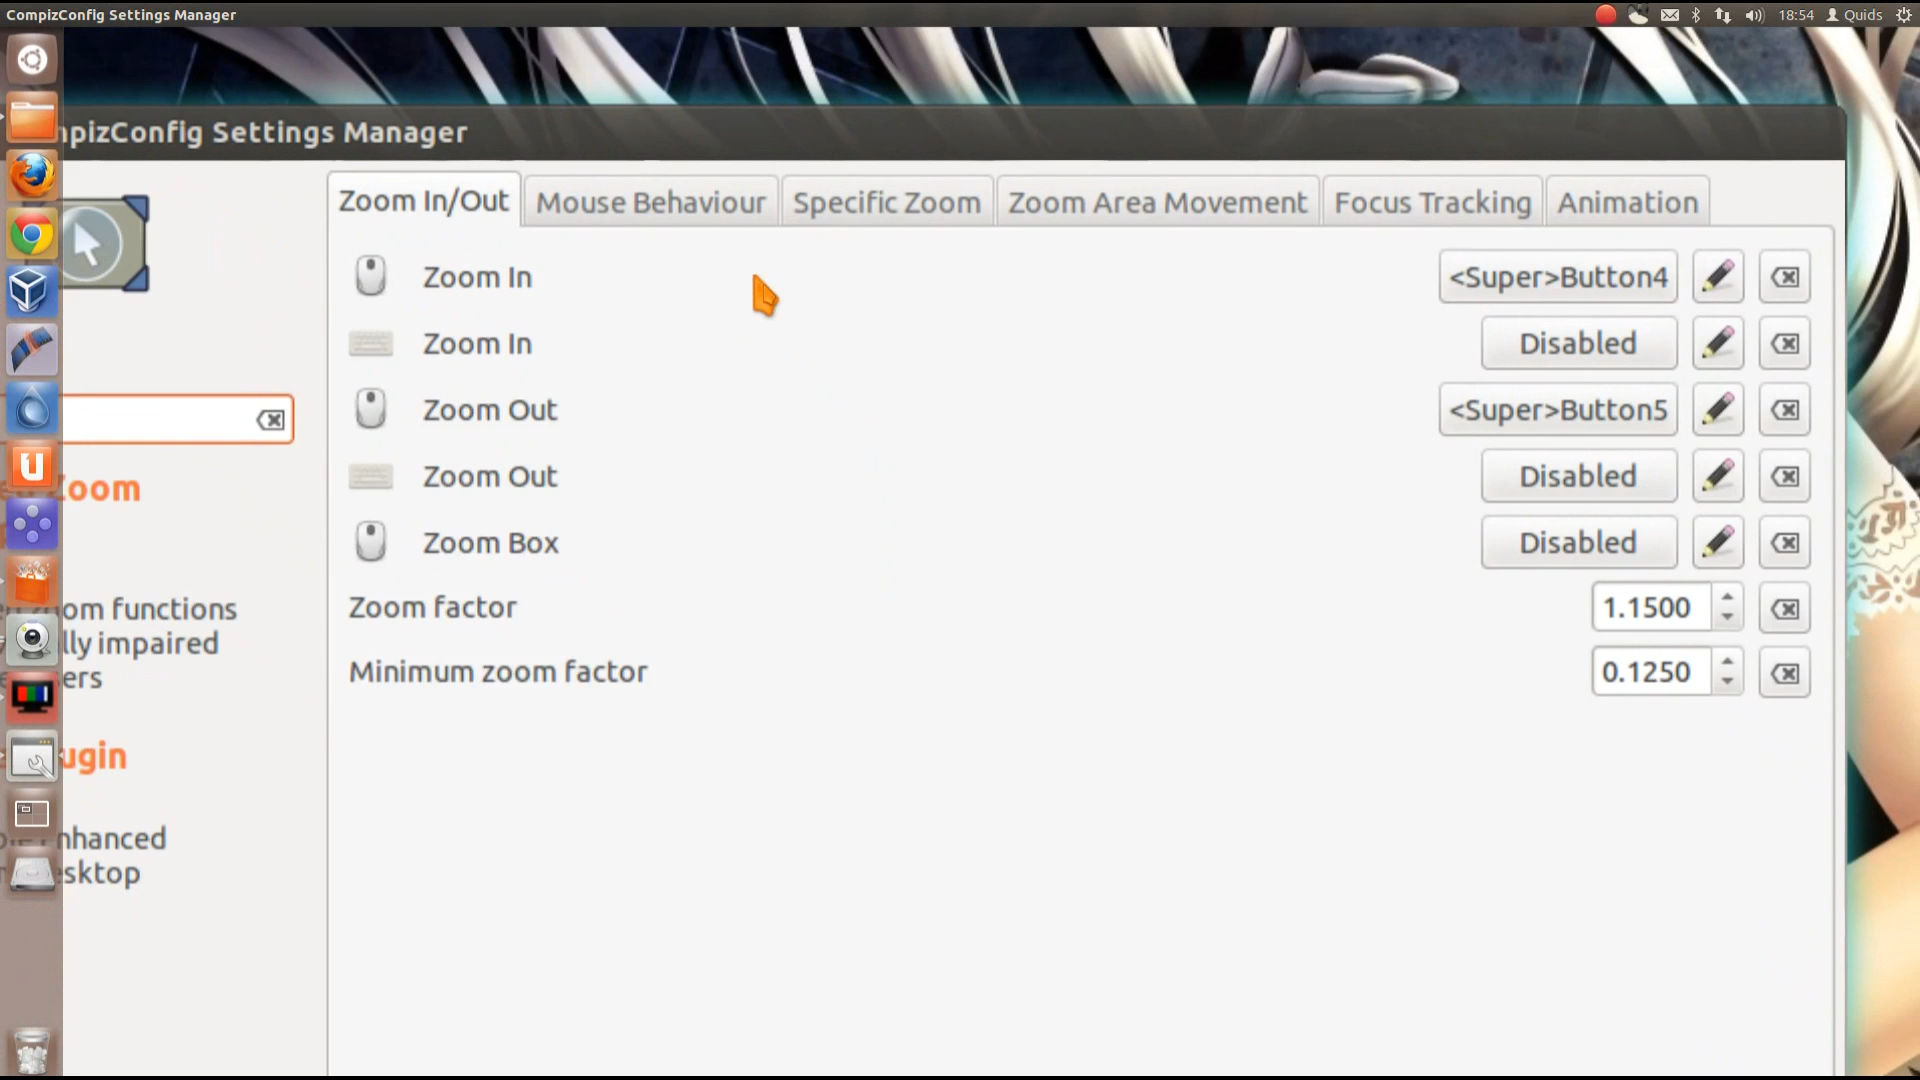 CompizConfig Settings Manager
18:54 Quids
mpizConfig Settings Manager
Zoom In/Out Mouse Behaviour Specific Zoom Zoom Area Movement Focus Tracking Animation
Zoom In <Super>Button4
Zoom In Disabled
Zoom Out <Super>Button5
Zoom Out Disabled
Zoom Box Disabled
Zoom factor 1.1500
Minimum zoom factor 0.1250
Zoom
om functions
lly impaired
ers
ugin
nhanced
sktop